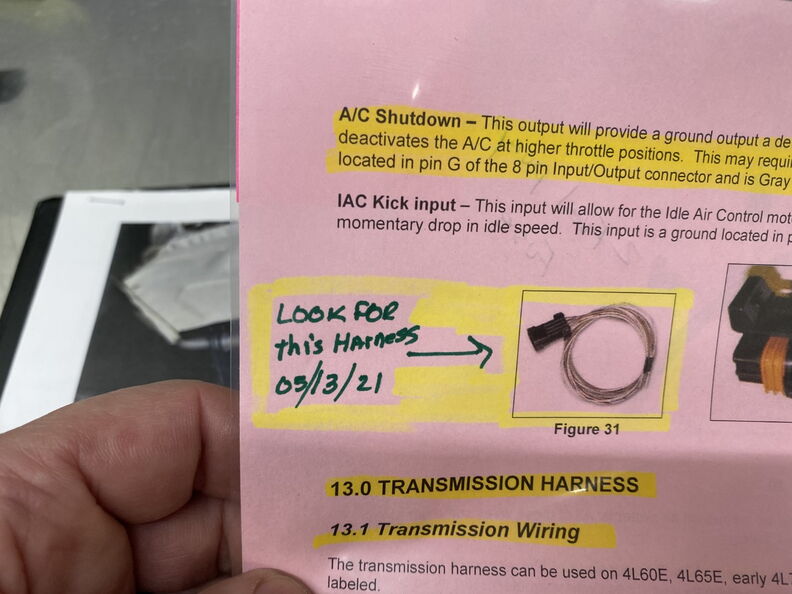 A/C Shutdown – This output will provide a ground output a de
deactivates the A/C at higher throttle positions. This may requi
located in pin G of the 8 pin Input/Output connector and is Gray
IAC Kick input – This input will allow for the Idle Air Control mot
momentary drop in idle speed. This input is a ground located in p
LOOK FOR
this HARNESS
05/13/21
Figure 31
13.0 TRANSMISSION HARNESS
13.1 Transmission Wiring
The transmission harness can be used on 4L60E, 4L65E, early 4L7
labeled.